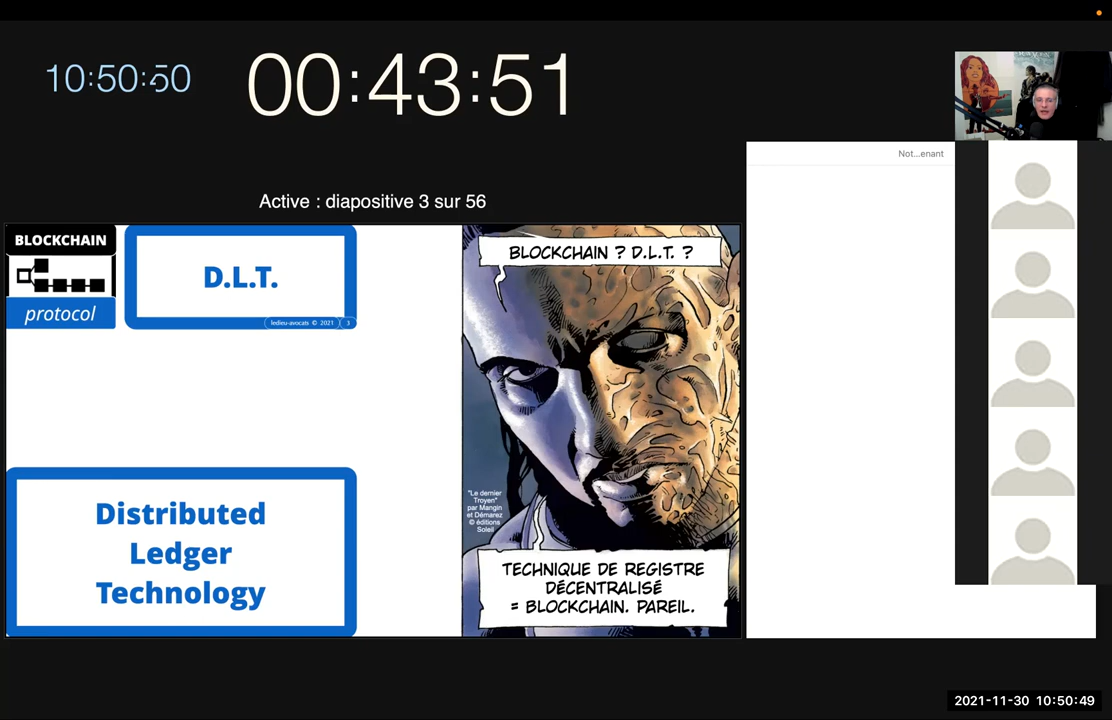 10:50:50
00:43:51
Active : diapositive 3 sur 56
Not...enant
BLOCKCHAIN
protocol
D.L.T.
ledieu-avocats © 2021 3
Distributed
Ledger
Technology
BLOCKCHAIN ? D.L.T. ?
"Le dernier
Troyen"
par Mangin
et Démarez
© éditions
Soleil
TECHNIQUE DE REGISTRE
DÉCENTRALISÉ
= BLOCKCHAIN. PAREIL.
2021-11-30 10:50:49